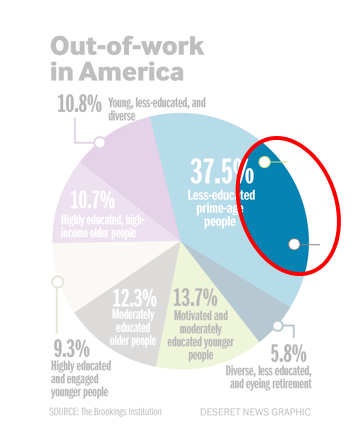 Out-of-work
in America
10.8%
Young, less-educated, and
diverse
37.5%
Less-educated
prime-age
people
10.7%
Highly educated, high-
income older people
12.3%
Moderately
educated
older people
13.7%
Motivated and
moderately
educated younger
people
9.3%
Highly educated
and engaged
younger people
5.8%
Diverse, less educated,
and eyeing retirement
SOURCE: The Brookings Institution
DESERET NEWS GRAPHIC